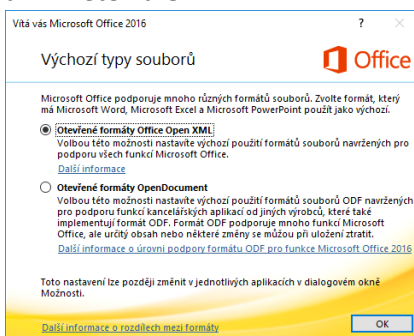 Vítá vás Microsoft Office 2016
?
Výchozí typy souborů
Office
Microsoft Office podporuje mnoho různých formátů souborů. Zvolte formát, který
má Microsoft Word, Microsoft Excel a Microsoft PowerPoint použít jako výchozí.
Otevřené formáty Office Open XML
Volbou této možnosti nastavíte výchozí použití formátů souborů navržených pro
podporu všech funkcí Microsoft Office.
Další informace
Otevřené formáty OpenDocument
Volbou této možnosti nastavíte výchozí použití formátů souborů ODF navržených
pro podporu funkcí kancelářských aplikací od jiných výrobců, které také
implementují formát ODF. Formát ODF podporuje mnoho funkcí Microsoft
Office, ale určitý obsah nebo některé změny se můžou při uložení ztratit.
Další informace o úrovni podpory formátu ODF pro funkce Microsoft Office 2016
Toto nastavení lze později změnit v jednotlivých aplikacích v dialogovém okně
Možnosti.
Další informace o rozdílech mezi formáty
OK